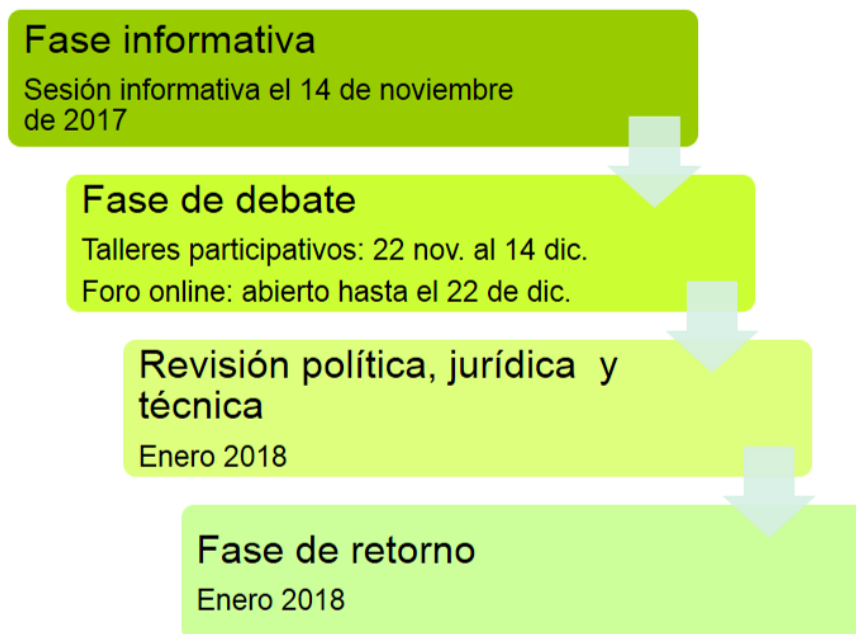 Fase informativa
Sesión informativa el 14 de noviembre
de 2017
Fase de debate
Talleres participativos: 22 nov. al 14 dic.
Foro online: abierto hasta el 22 de dic.
Revisión política, jurídica y
técnica
Enero 2018
Fase de retorno
Enero 2018